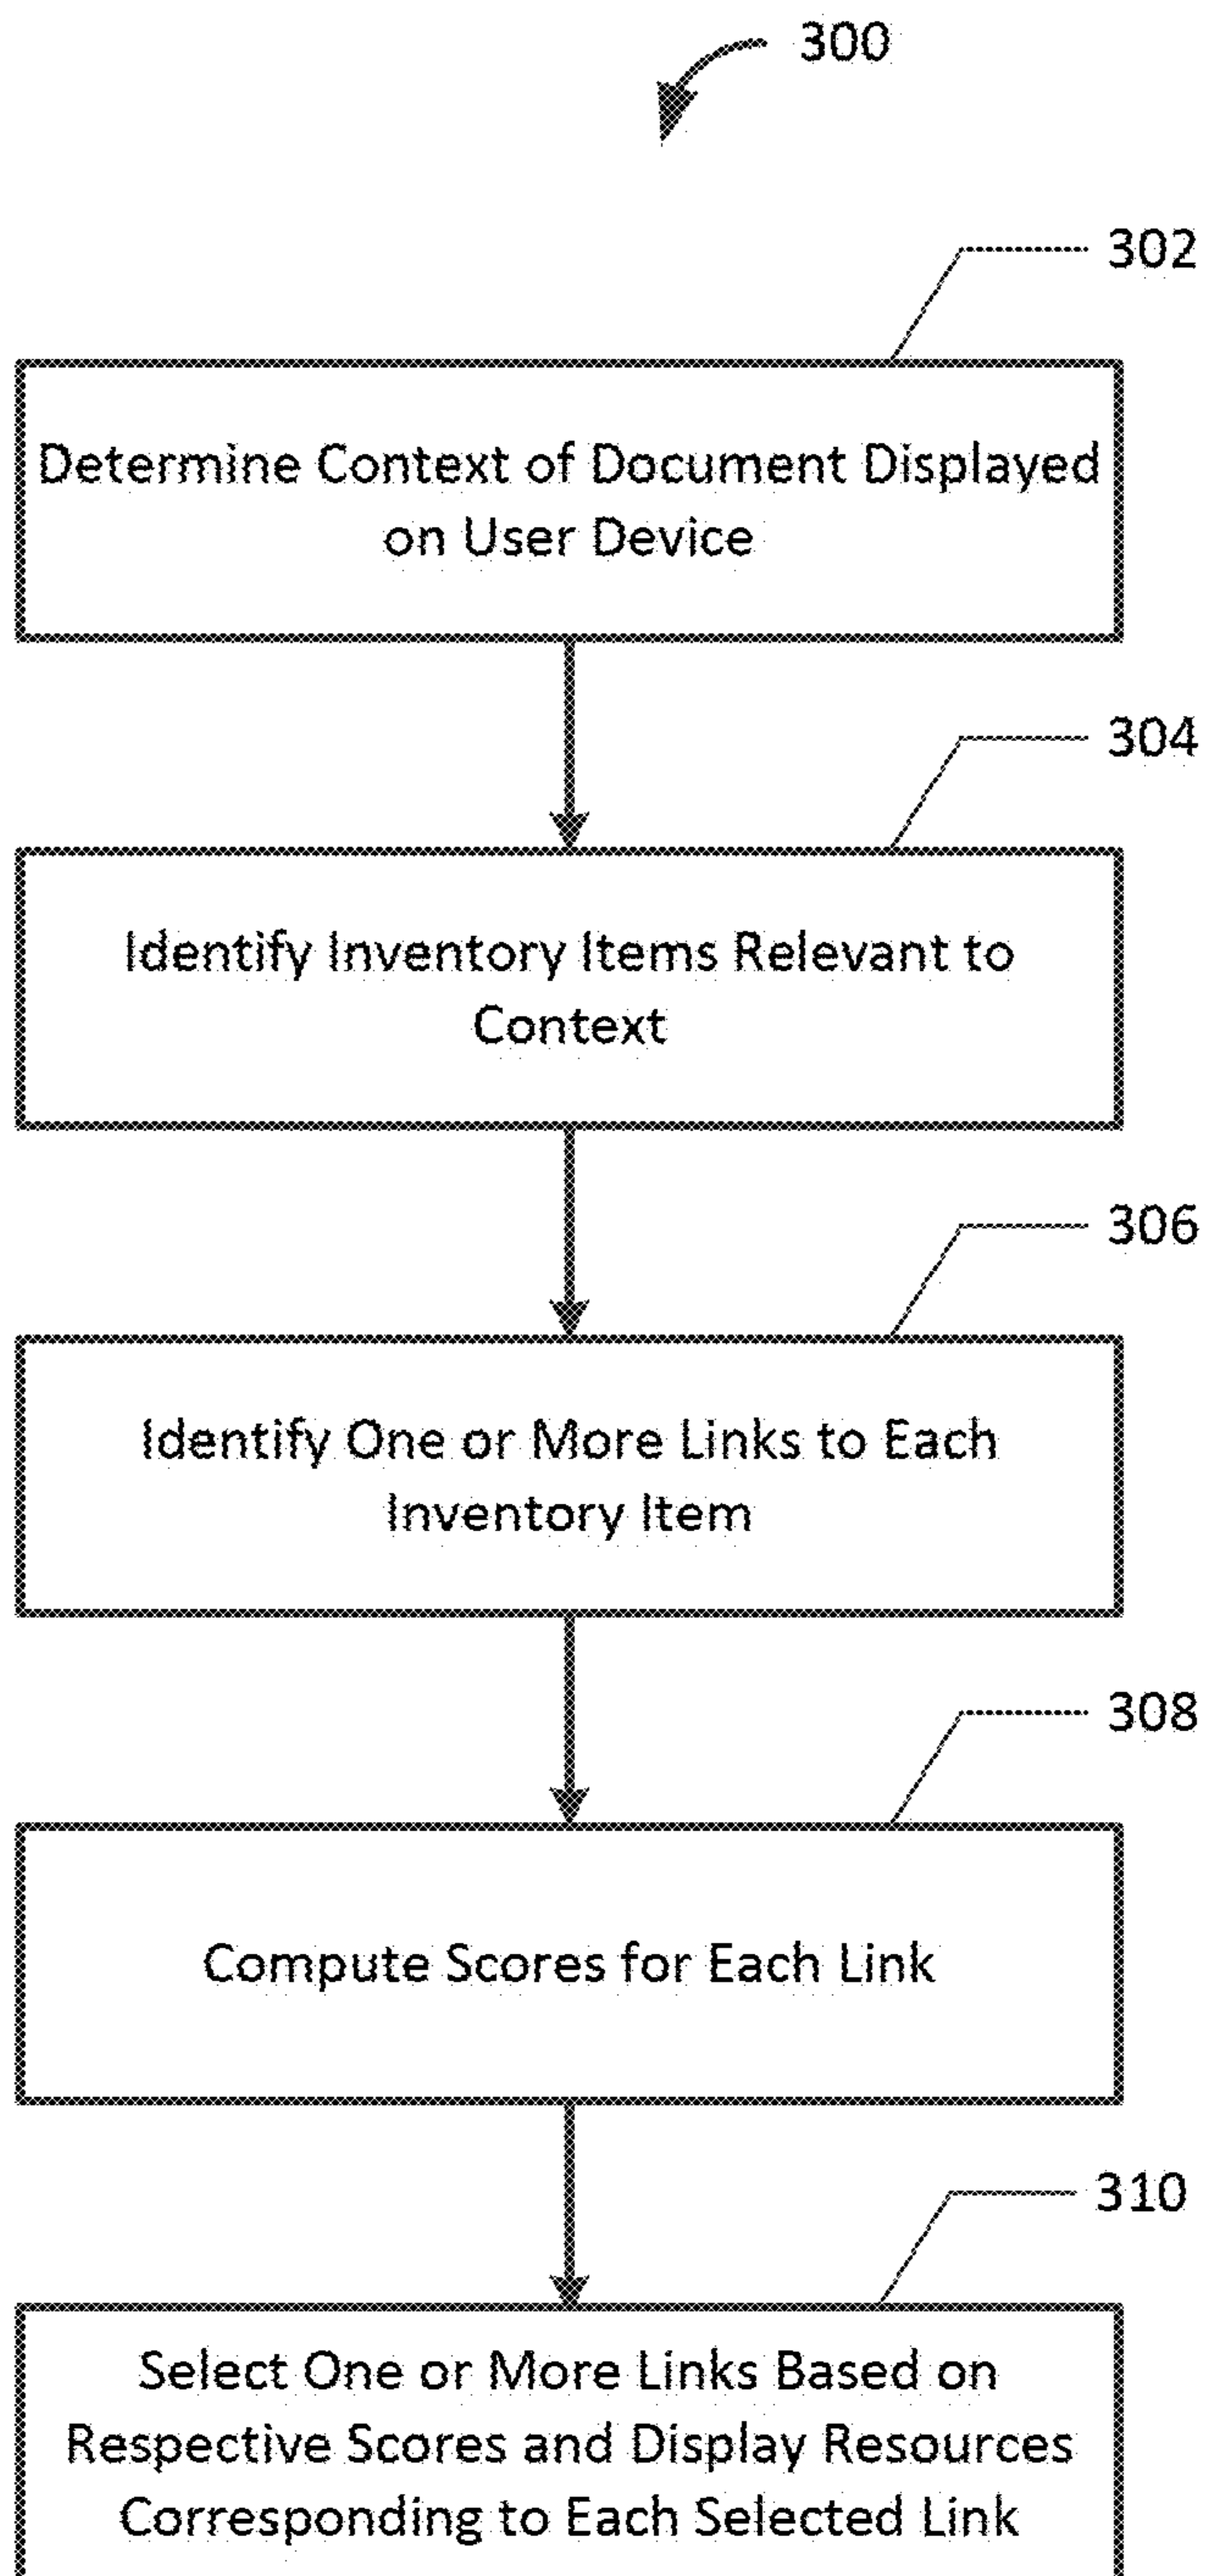 300
302
Determine Context of Document Displayed
on User Device
304
Identify Inventory Items Relevant to
Context
306
Identify One or More Links to Each
Inventory Item
308
Compute Scores for Each Link
310
Select One or More Links Based on
Respective Scores and Display Resources
Corresponding to Each Selected Link